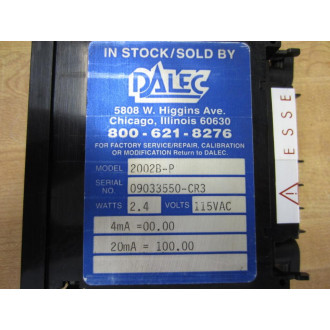 IN STOCK/SOLD BY
DALEC
5808 W. Higgins Ave.
Chicago, Illinois 60630
800-621-8276
FOR FACTORY SERVICE/REPAIR, CALIBRATION
OR MODIFICATION Return to DALEC.
MODEL 2002B-P
SERIAL NO. 09033550-CR3
WATTS 2.4 VOLTS 115VAC
4mA =00.00
20mA = 100.00
ESSE